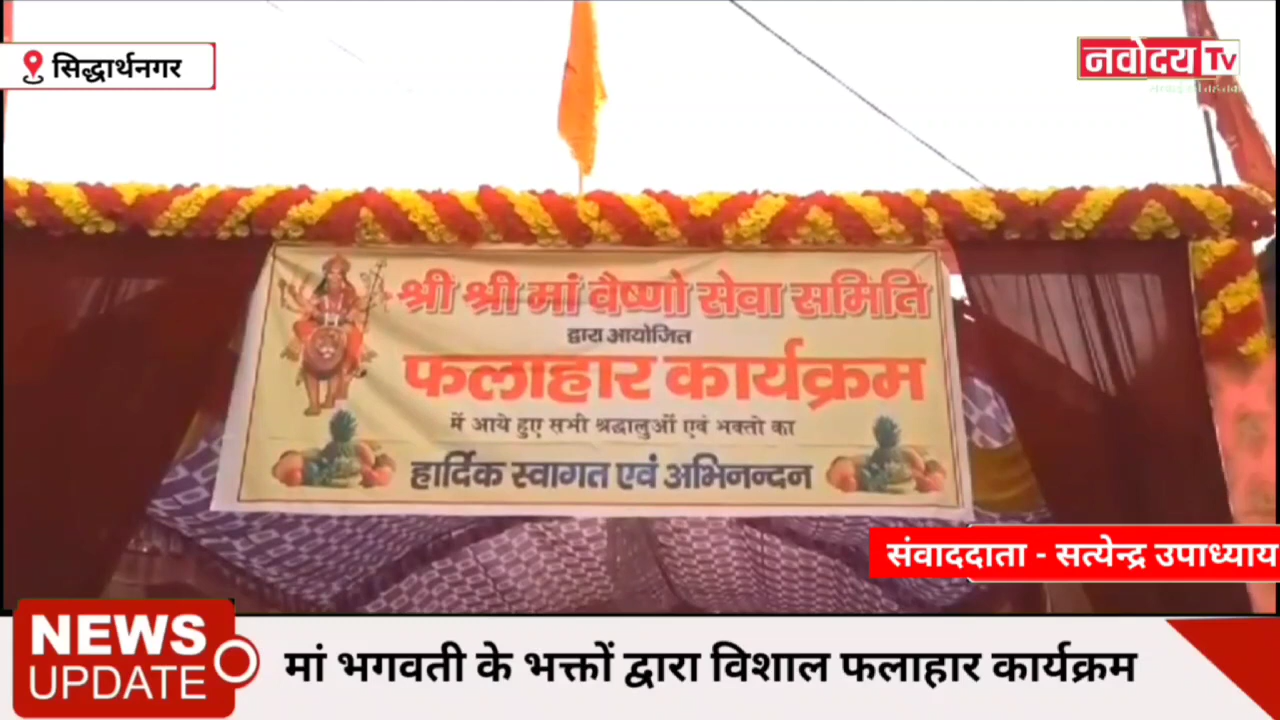 सिद्धार्थनगर
नवोदय Tv
श्री श्री मां वैष्णो सेवा समिति
द्वारा आयोजित
फलाहार कार्यक्रम
में आये हुए सभी श्रद्धालुओं एवं भक्तो का
हार्दिक स्वागत एवं अभिनन्दन
संवाददाता - सत्येन्द्र उपाध्याय
NEWS
UPDATE
मां भगवती के भक्तों द्वारा विशाल फलाहार कार्यक्रम